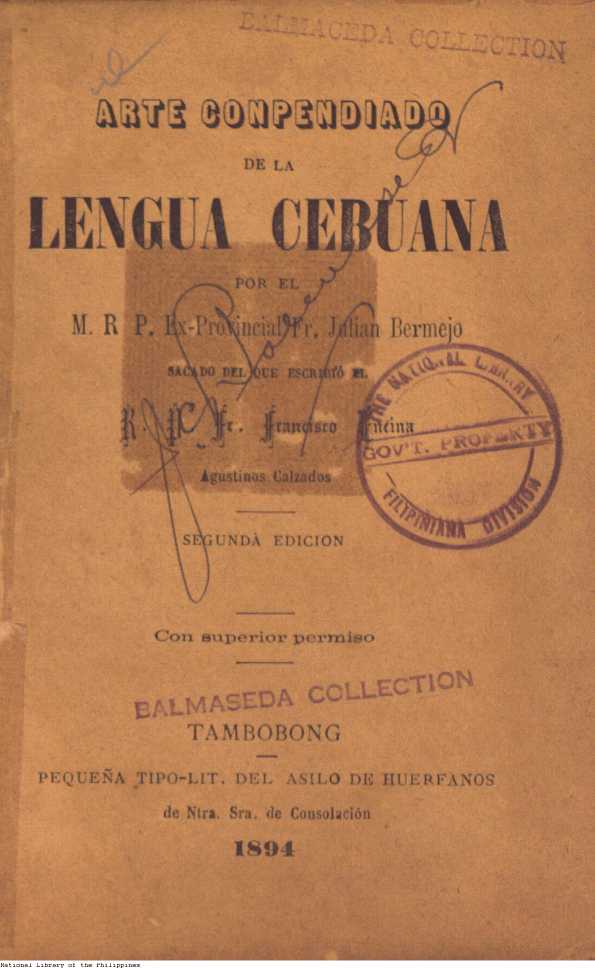 BALMACEDA COLLECTION
ARTE CONPENDIADO
DE LA
LENGUA CEBUANA
POR EL
M. R P. Ex-Provincial Fr. Julian Bermejo
SACADO DEL QUE ESCRIBIÓ EL
R. P. Fr. Francisco Encina
Agustinos Calzados
THE NATIONAL LIBRARY
GOV'T. PROPERTY
FILIPINIANA DIVISION
SEGUNDA EDICION
Con superior permiso
BALMASEDA COLLECTION
TAMBOBONG
PEQUEÑA TIPO-LIT. DEL ASILO DE HUERFANOS
de Ntra. Sra. de Consolación
1894
National Library of the Philippines